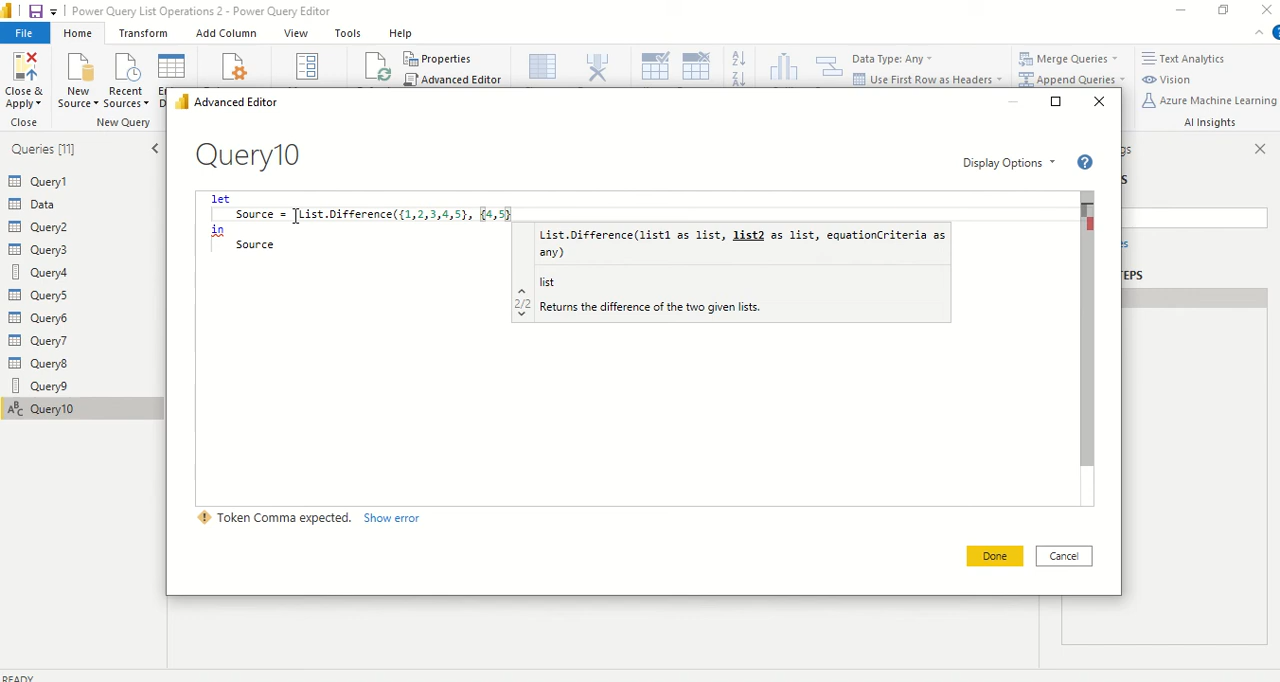 Power Query List Operations 2 - Power Query Editor
File Home Transform Add Column View Tools Help
Close & Apply
New Source
Recent Sources
Properties
Advanced Editor
Data Type: Any
Use First Row as Headers
Merge Queries
Append Queries
Text Analytics
Vision
Azure Machine Learning
Close
New Query
AI Insights
Queries [11]
Query1
Data
Query2
Query3
Query4
Query5
Query6
Query7
Query8
Query9
ABC Query10
Advanced Editor
Query10
Display Options
?
let
Source = List.Difference({1,2,3,4,5}, {4,5}
in
Source
List.Difference(list1 as list, list2 as list, equationCriteria as
any)
list
2/2 Returns the difference of the two given lists.
Token Comma expected. Show error
Done Cancel
READY